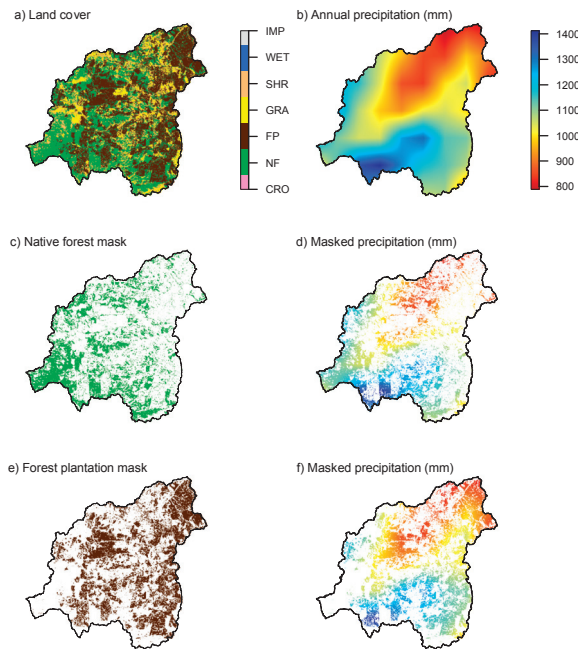 a) Land cover
b) Annual precipitation (mm)
IMP
WET
SHR
GRA
FP
NF
CRO
1400
1300
1200
1100
1000
900
800
c) Native forest mask
d) Masked precipitation (mm)
e) Forest plantation mask
f) Masked precipitation (mm)